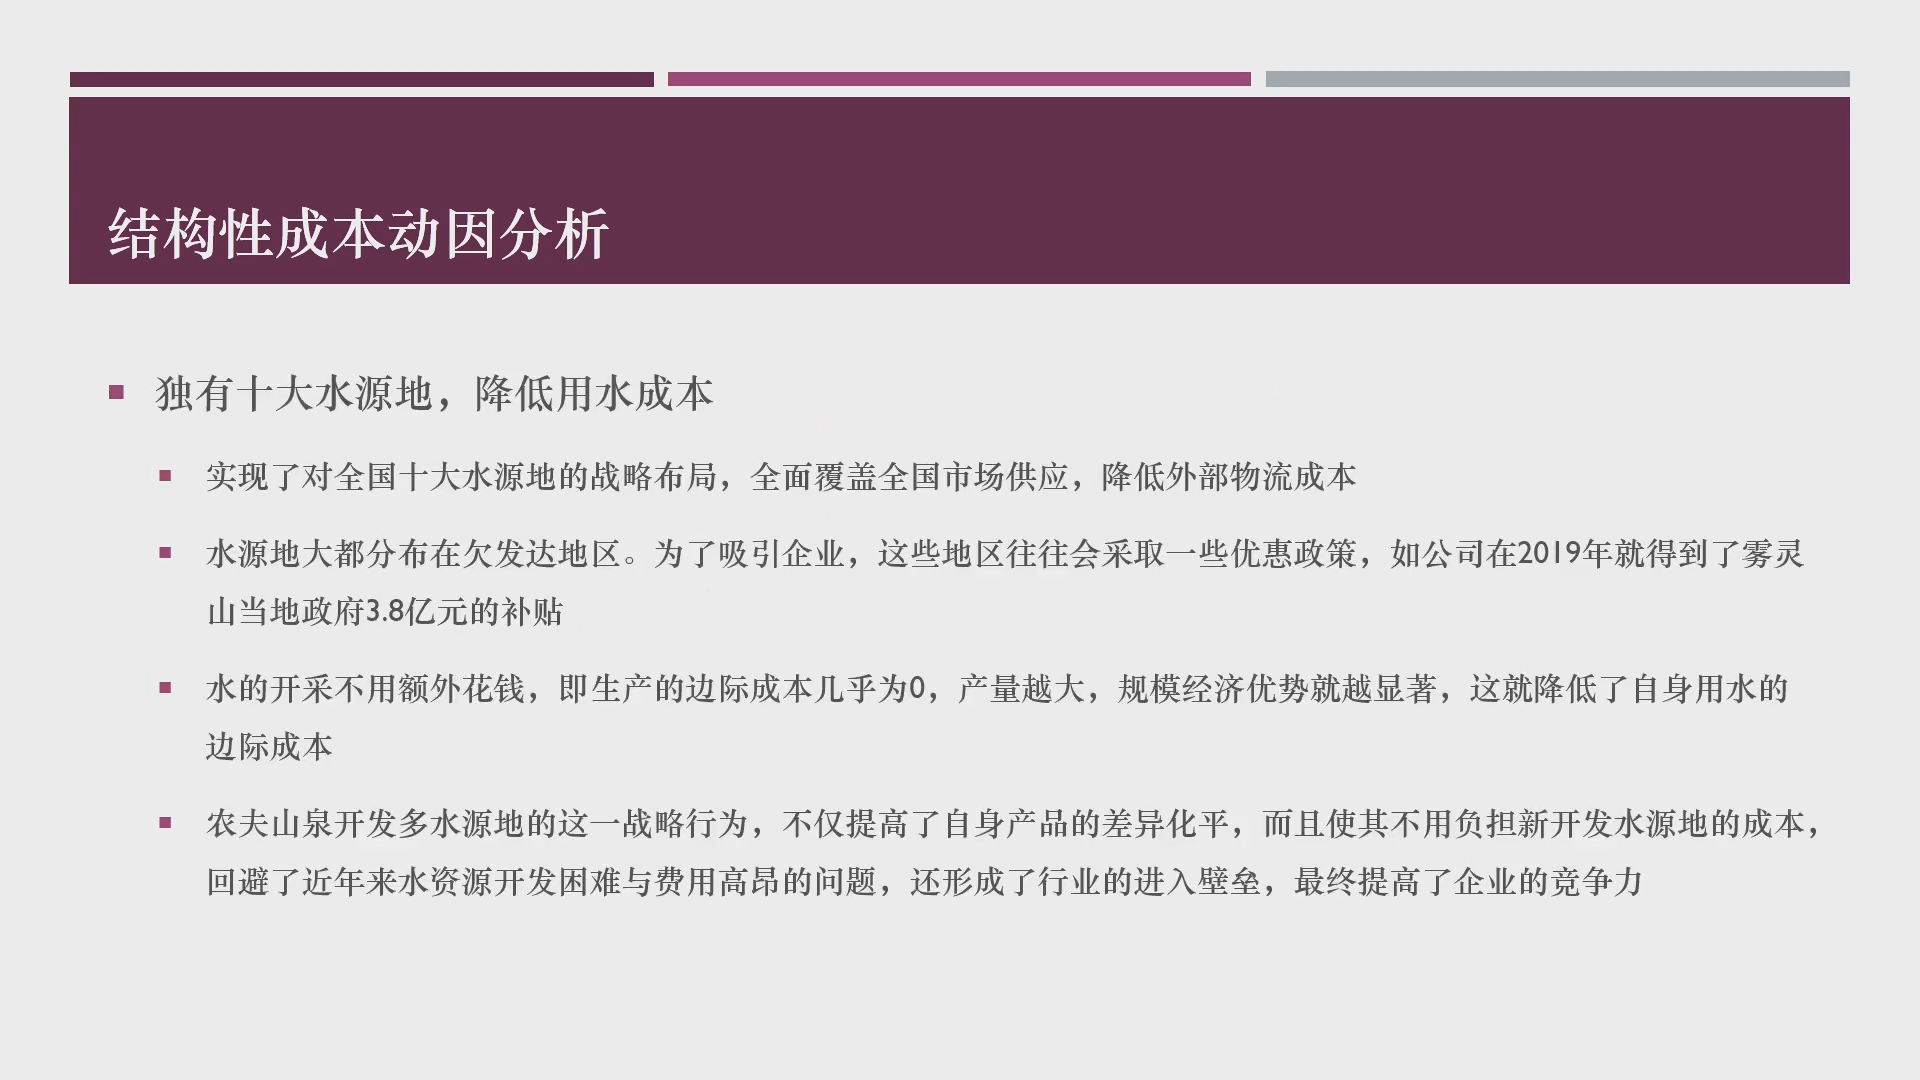 结构性成本动因分析
独有十大水源地，降低用水成本
实现了对全国十大水源地的战略布局，全面覆盖全国市场供应，降低外部物流成本
水源地大都分布在欠发达地区。为了吸引企业，这些地区往往会采取一些优惠政策，如公司在2019年就得到了雾灵
山当地政府3.8亿元的补贴
水的开采不用额外花钱，即生产的边际成本几乎为0，产量越大，规模经济优势就越显著，这就降低了自身用水的
边际成本
农夫山泉开发多水源地的这一战略行为，不仅提高了自身产品的差异化平，而且使其不用负担新开发水源地的成本，
回避了近年来水资源开发困难与费用高昂的问题，还形成了行业的进入壁垒，最终提高了企业的竞争力